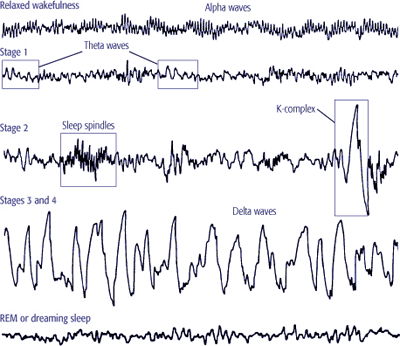 Relaxed wakefulness
Alpha waves
Stage 1
Theta waves
K-complex
Stage 2
Sleep spindles
Stages 3 and 4
Delta waves
REM or dreaming sleep